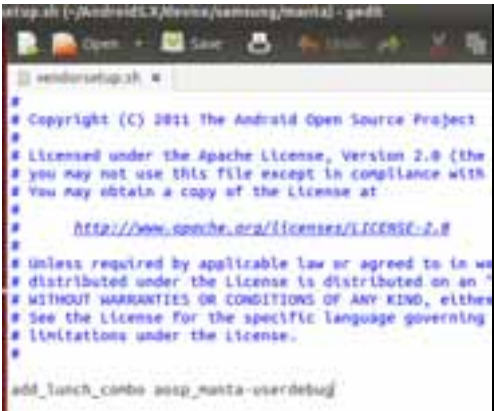 etup.sh (~/Android5.X/device/samsung/manta) - gedit
Open Save Undo
vendorsetup.sh ×
#
# Copyright (C) 2011 The Android Open Source Project
#
# Licensed under the Apache License, Version 2.0 (the
# you may not use this file except in compliance with
# You may obtain a copy of the License at
#
# http://www.apache.org/licenses/LICENSE-2.0
#
# Unless required by applicable law or agreed to in wr
# distributed under the License is distributed on an "
# WITHOUT WARRANTIES OR CONDITIONS OF ANY KIND, either
# See the License for the specific language governing
# limitations under the License.
#
add_lunch_combo aosp_manta-userdebug